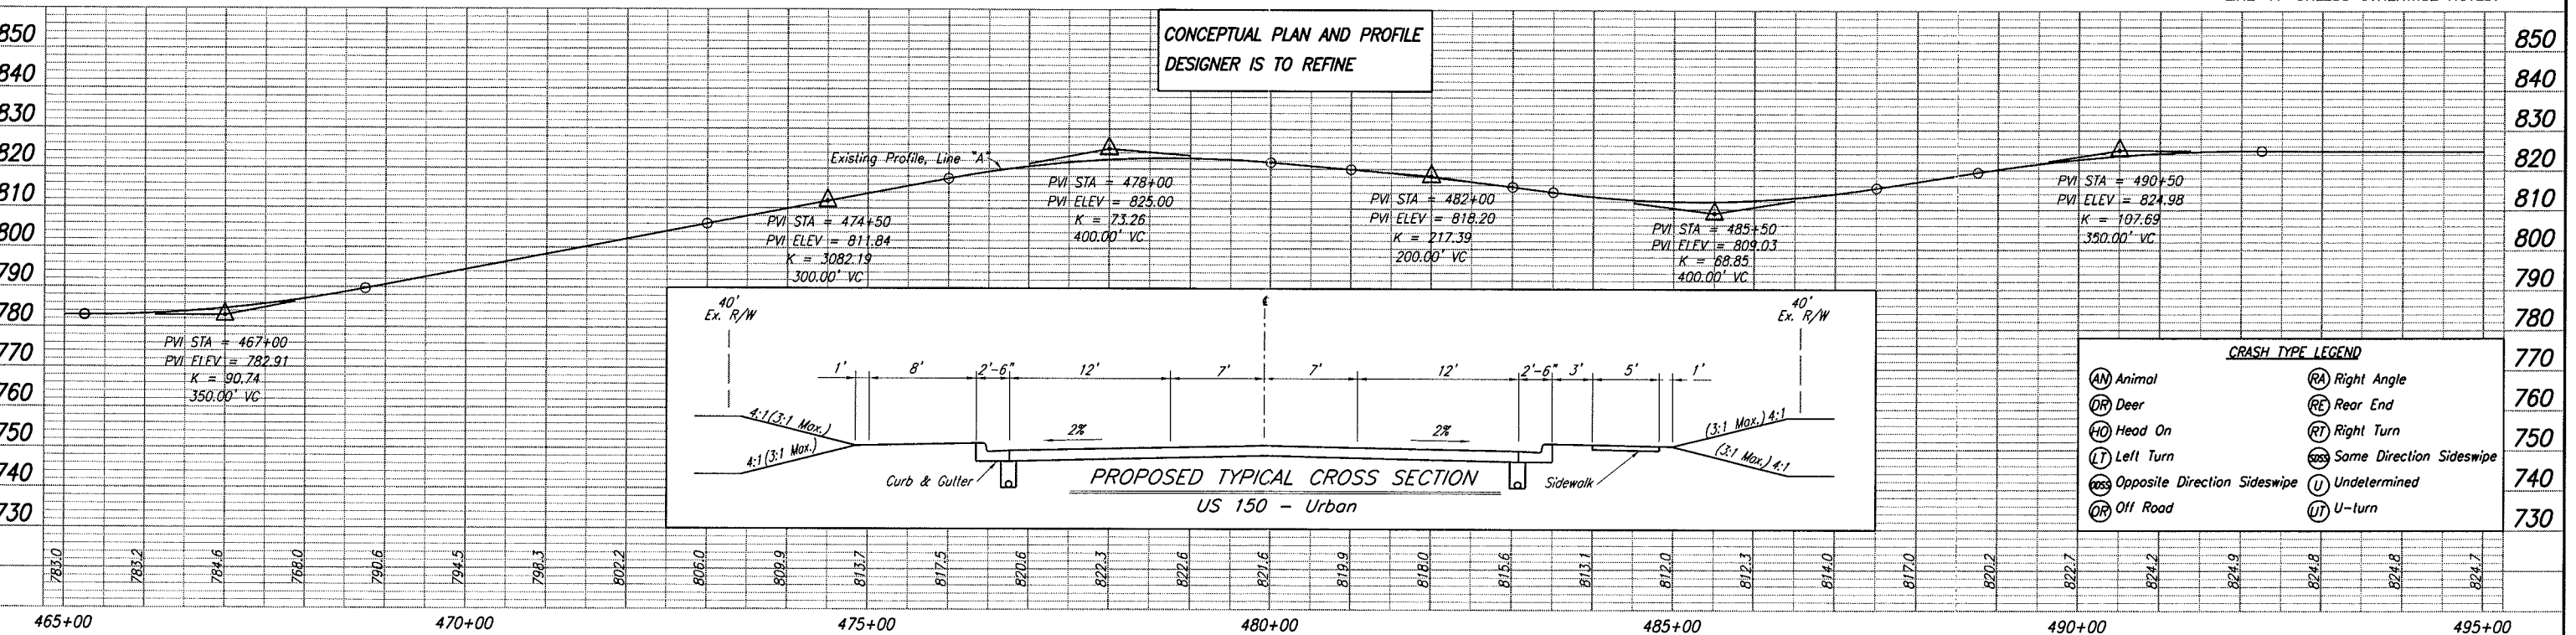 CONCEPTUAL PLAN AND PROFILE
DESIGNER IS TO REFINE
850
840
830
820
810
800
790
780
770
760
750
740
730
850
840
830
820
810
800
790
780
770
760
750
740
730
Existing Profile, Line "A"
PVI STA = 467+00
PVI ELEV = 782.91
K = 90.74
350.00' VC
PVI STA = 474+50
PVI ELEV = 811.84
K = 3082.19
300.00' VC
PVI STA = 478+00
PVI ELEV = 825.00
K = 73.26
400.00' VC
PVI STA = 482+00
PVI ELEV = 818.20
K = 217.39
200.00' VC
PVI STA = 485+50
PVI ELEV = 809.03
K = 68.85
400.00' VC
PVI STA = 490+50
PVI ELEV = 824.98
K = 107.69
350.00' VC
40'
Ex. R/W
℄
40'
Ex. R/W
1' 8' 2'-6" 12' 7' 7' 12' 2'-6" 3' 5' 1'
4:1 (3:1 Max.)
4:1 (3:1 Max.)
2%
2%
(3:1 Max.) 4:1
(3:1 Max.) 4:1
Curb & Gutter
Sidewalk
PROPOSED TYPICAL CROSS SECTION
US 150 - Urban
CRASH TYPE LEGEND
AN Animal
DR Deer
HO Head On
LT Left Turn
ODSS Opposite Direction Sideswipe
OR Off Road
RA Right Angle
RE Rear End
RT Right Turn
SDSS Same Direction Sideswipe
U Undetermined
UT U-turn
783.0 783.2 784.6 768.0 790.6 794.5 798.3 802.2 806.0 809.9 813.7 817.5 820.6 822.3 822.6 821.6 819.9 818.0 815.6 813.1 812.0 812.3 814.0 817.0 820.2 822.7 824.2 824.9 824.8 824.8 824.7
465+00 470+00 475+00 480+00 485+00 490+00 495+00